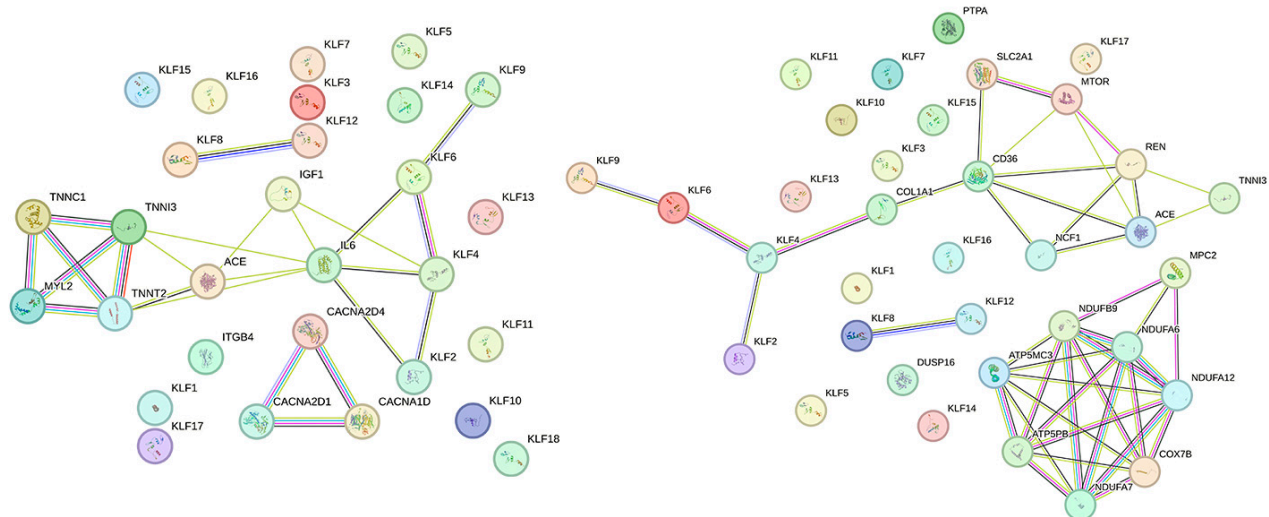 KLF7
KLF5
KLF15
KLF16
KLF3
KLF14
KLF9
KLF12
KLF8
KLF6
IGF1
TNNC1
TNNI3
KLF13
IL6
ACE
KLF4
MYL2
TNNT2
CACNA2D4
ITGB4
KLF11
KLF2
KLF1
CACNA2D1
CACNA1D
KLF10
KLF17
KLF18
PTPA
KLF11
KLF7
SLC2A1
KLF17
MTOR
KLF10
KLF15
KLF9
KLF3
CD36
REN
KLF6
KLF13
COL1A1
TNNI3
KLF4
ACE
NCF1
KLF16
KLF1
MPC2
KLF12
KLF8
NDUFB9
NDUFA6
KLF2
ATP5MC3
DUSP16
NDUFA12
KLF5
KLF14
ATP5PB
COX7B
NDUFA7